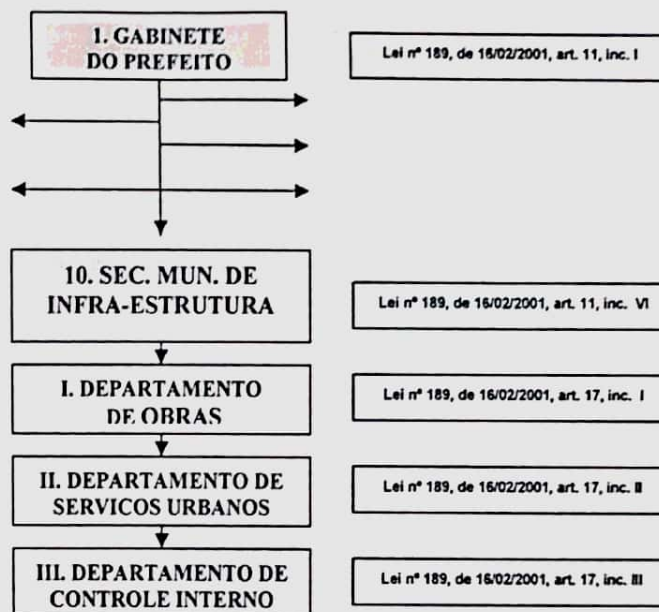 1. GABINETE
DO PREFEITO
Lei nº 189, de 16/02/2001, art. 11, inc. I
10. SEC. MUN. DE
INFRA-ESTRUTURA
Lei nº 189, de 16/02/2001, art. 11, inc. VI
I. DEPARTAMENTO
DE OBRAS
Lei nº 189, de 16/02/2001, art. 17, inc. I
II. DEPARTAMENTO DE
SERVICOS URBANOS
Lei nº 189, de 16/02/2001, art. 17, inc. II
III. DEPARTAMENTO DE
CONTROLE INTERNO
Lei nº 189, de 16/02/2001, art. 17, inc. III